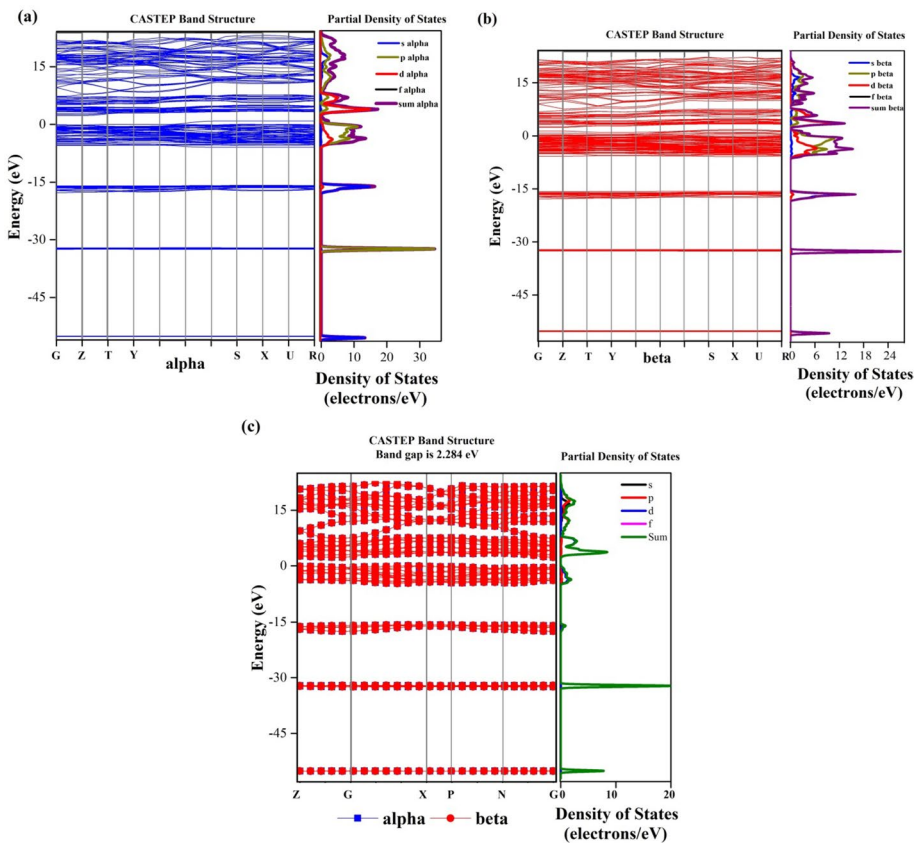 (a)
CASTEP Band Structure
Partial Density of States
s alpha
p alpha
d alpha
f alpha
sum alpha
15
0
-15
-30
-45
Energy (eV)
G Z T Y S X U R
alpha
0 10 20 30
Density of States
(electrons/eV)
(b)
CASTEP Band Structure
Partial Density of States
s beta
p beta
d beta
f beta
sum beta
15
0
-15
-30
-45
Energy (eV)
G Z T Y S X U R
beta
0 6 12 18 24
Density of States
(electrons/eV)
(c)
CASTEP Band Structure
Band gap is 2.284 eV
Partial Density of States
s
p
d
f
Sum
15
0
-15
-30
-45
Energy (eV)
Z G X P N G
alpha beta
0 10 20
Density of States
(electrons/eV)